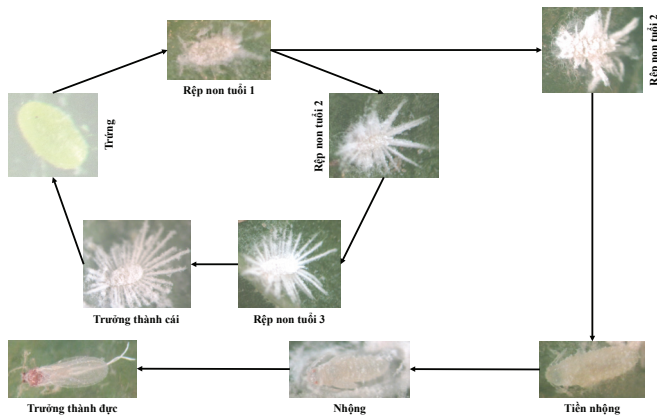 Rệp non tuổi 1
Rệp non tuổi 2
Trứng
Rệp non tuổi 2
Trưởng thành cái
Rệp non tuổi 3
Trưởng thành đực
Nhộng
Tiền nhộng